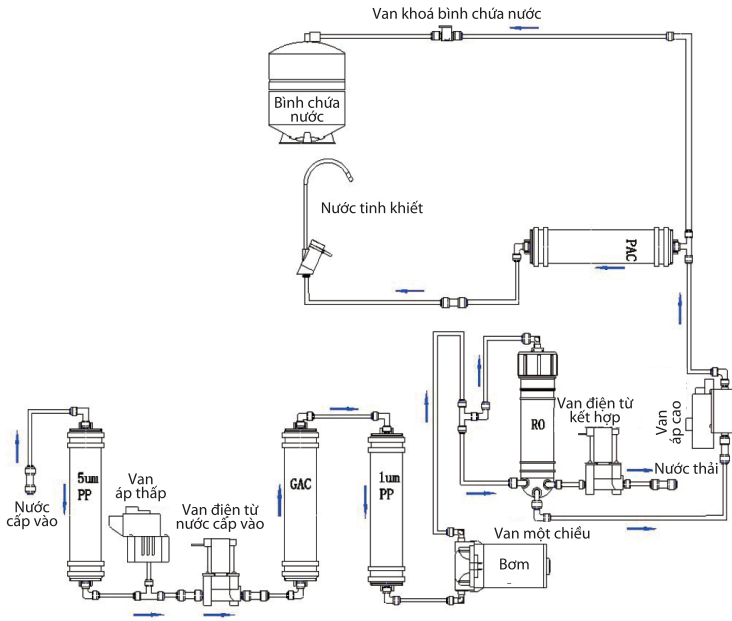 Van khoá bình chứa nước
Bình chứa
nước
Nước tinh khiết
PAC
Van điện từ
kết hợp
RO
Van
áp cao
Nước thải
5um
PP
GAC
1um
PP
Van
áp thấp
Nước
cấp vào
Van điện từ
nước cấp vào
Van một chiều
Bơm